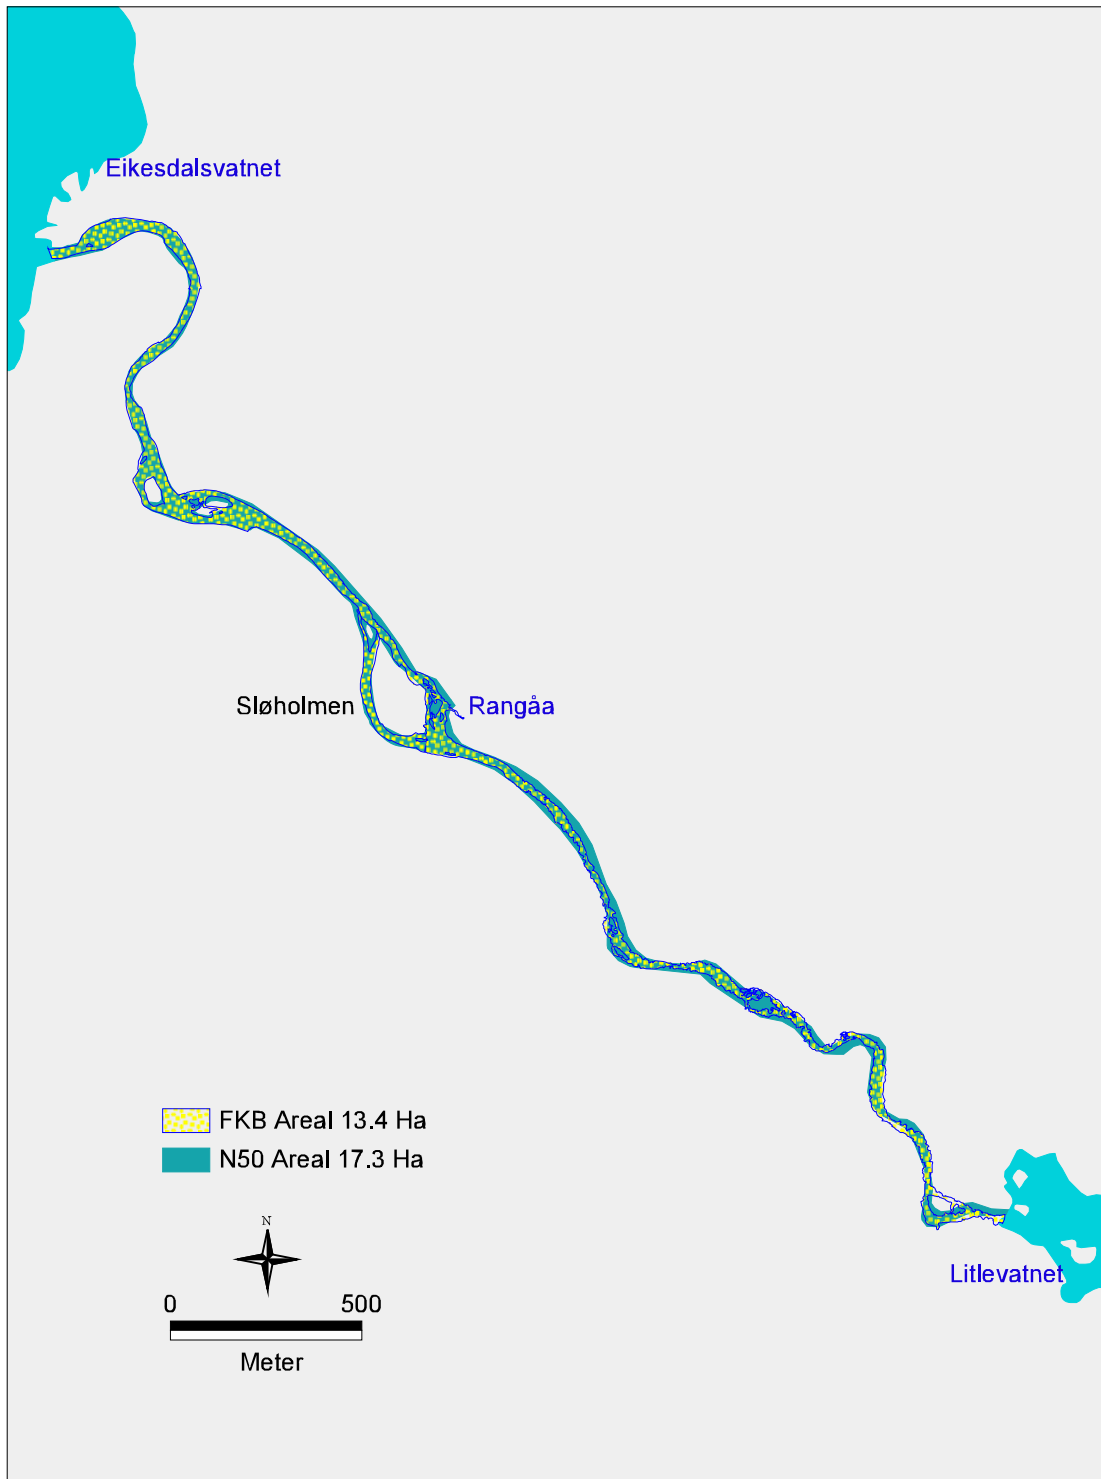 Eikesdalsvatnet
Sløholmen
Rangåa
FKB Areal 13.4 Ha
N50 Areal 17.3 Ha
N
Litlevatnet
0 500
Meter